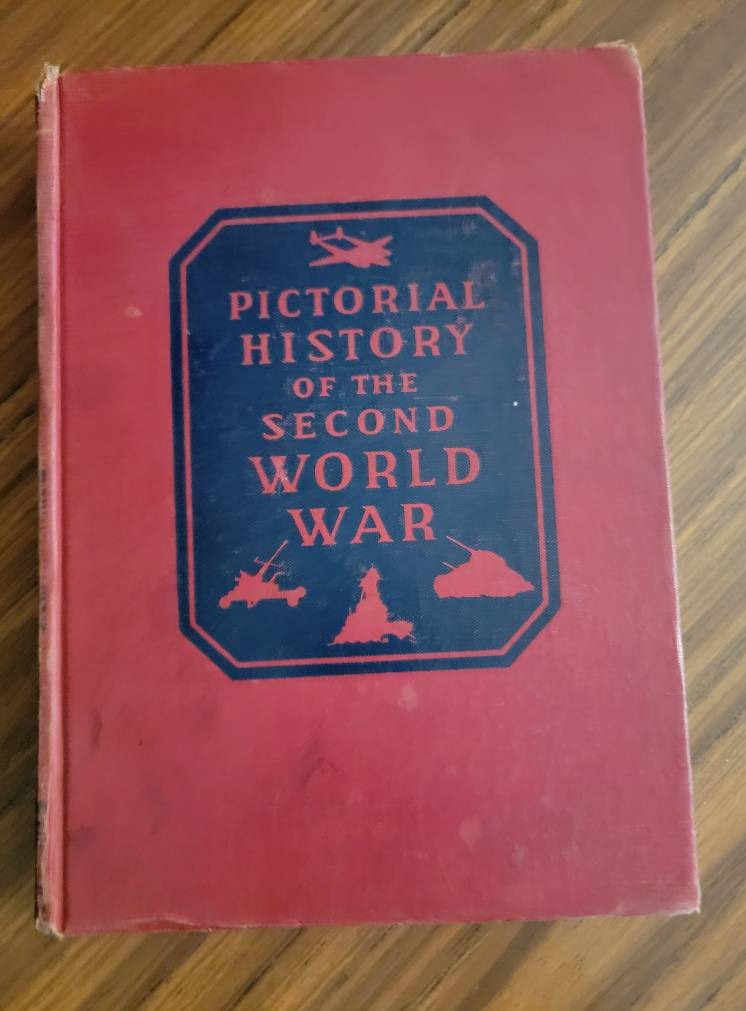 PICTORIAL
HISTORY
OF THE
SECOND
WORLD
WAR